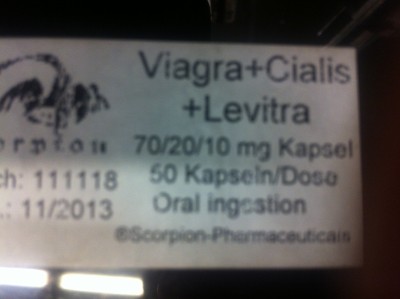 Viagra+Cialis
+Levitra
70/20/10 mg Kapsel
50 Kapseln/Dose
Oral ingestion
®Scorpion-Pharmaceuticals
orpion
ch: 111118
.: 11/2013